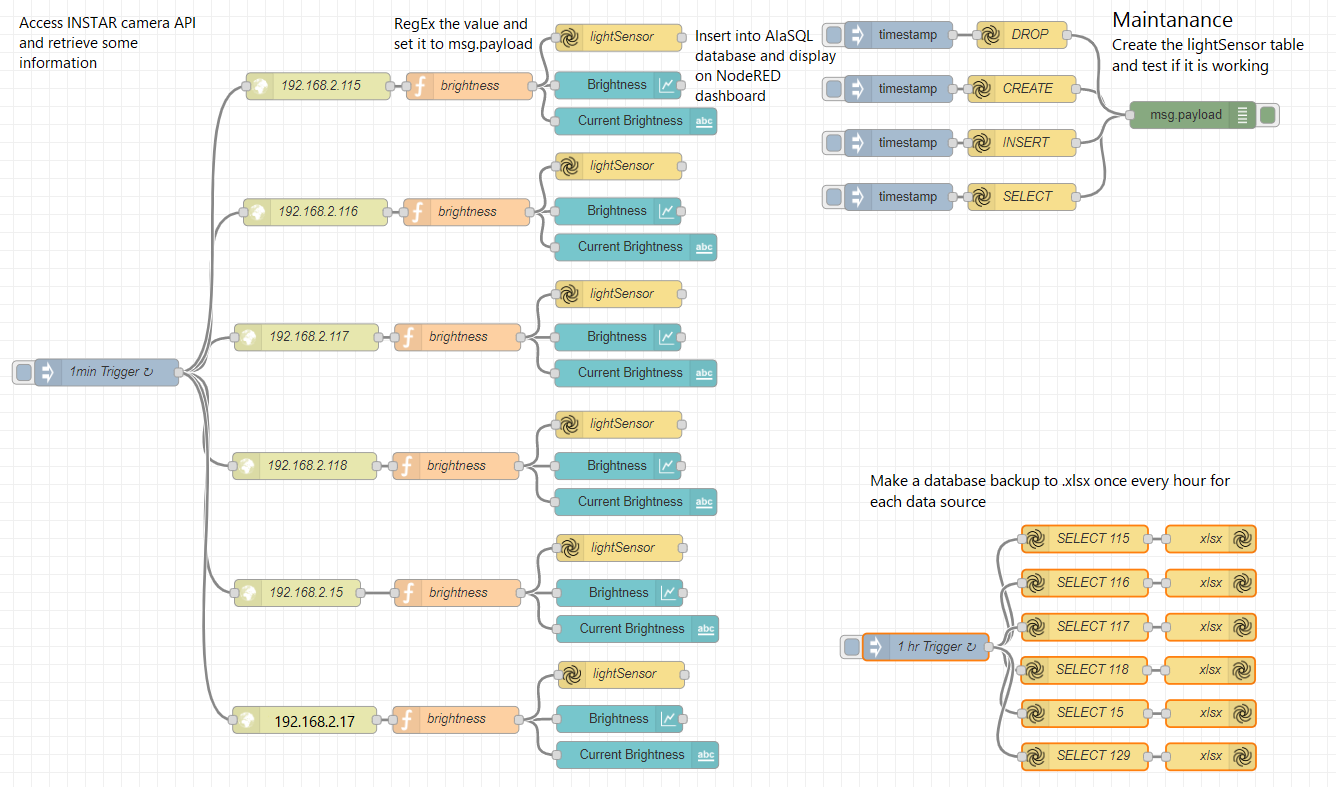 Access INSTAR camera API
and retrieve some
information
RegEx the value and
set it to msg.payload
Insert into AlaSQL
database and display
on NodeRED
dashboard
1min Trigger ↻
192.168.2.115
brightness
lightSensor
Brightness
Current Brightness
abc
192.168.2.116
brightness
lightSensor
Brightness
Current Brightness
abc
192.168.2.117
brightness
lightSensor
Brightness
Current Brightness
abc
192.168.2.118
brightness
lightSensor
Brightness
Current Brightness
abc
192.168.2.15
brightness
lightSensor
Brightness
Current Brightness
abc
192.168.2.17
brightness
lightSensor
Brightness
Current Brightness
abc
Maintanance
Create the lightSensor table
and test if it is working
timestamp
DROP
timestamp
CREATE
timestamp
INSERT
timestamp
SELECT
msg.payload
Make a database backup to .xlsx once every hour for
each data source
1 hr Trigger ↻
SELECT 115
xlsx
SELECT 116
xlsx
SELECT 117
xlsx
SELECT 118
xlsx
SELECT 15
xlsx
SELECT 129
xlsx